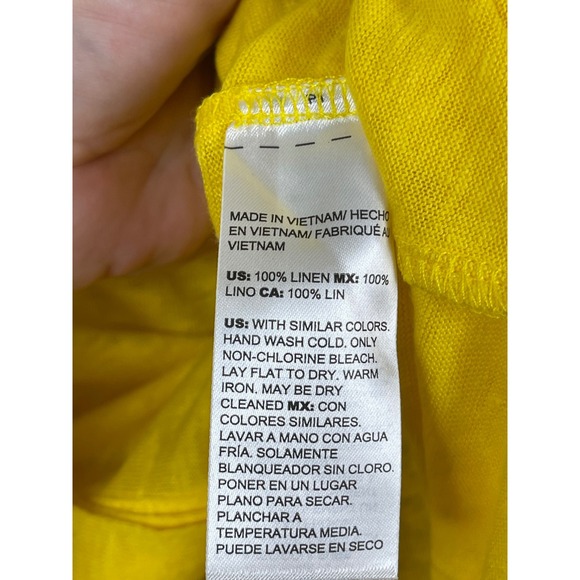 MADE IN VIETNAM/ HECHO
EN VIETNAM/ FABRIQUÉ AU
VIETNAM
US: 100% LINEN MX: 100%
LINO CA: 100% LIN
US: WITH SIMILAR COLORS.
HAND WASH COLD. ONLY
NON-CHLORINE BLEACH.
LAY FLAT TO DRY. WARM
IRON. MAY BE DRY
CLEANED MX: CON
COLORES SIMILARES.
LAVAR A MANO CON AGUA
FRÍA. SOLAMENTE
BLANQUEADOR SIN CLORO.
PONER EN UN LUGAR
PLANO PARA SECAR.
PLANCHAR A
TEMPERATURA MEDIA.
PUEDE LAVARSE EN SECO